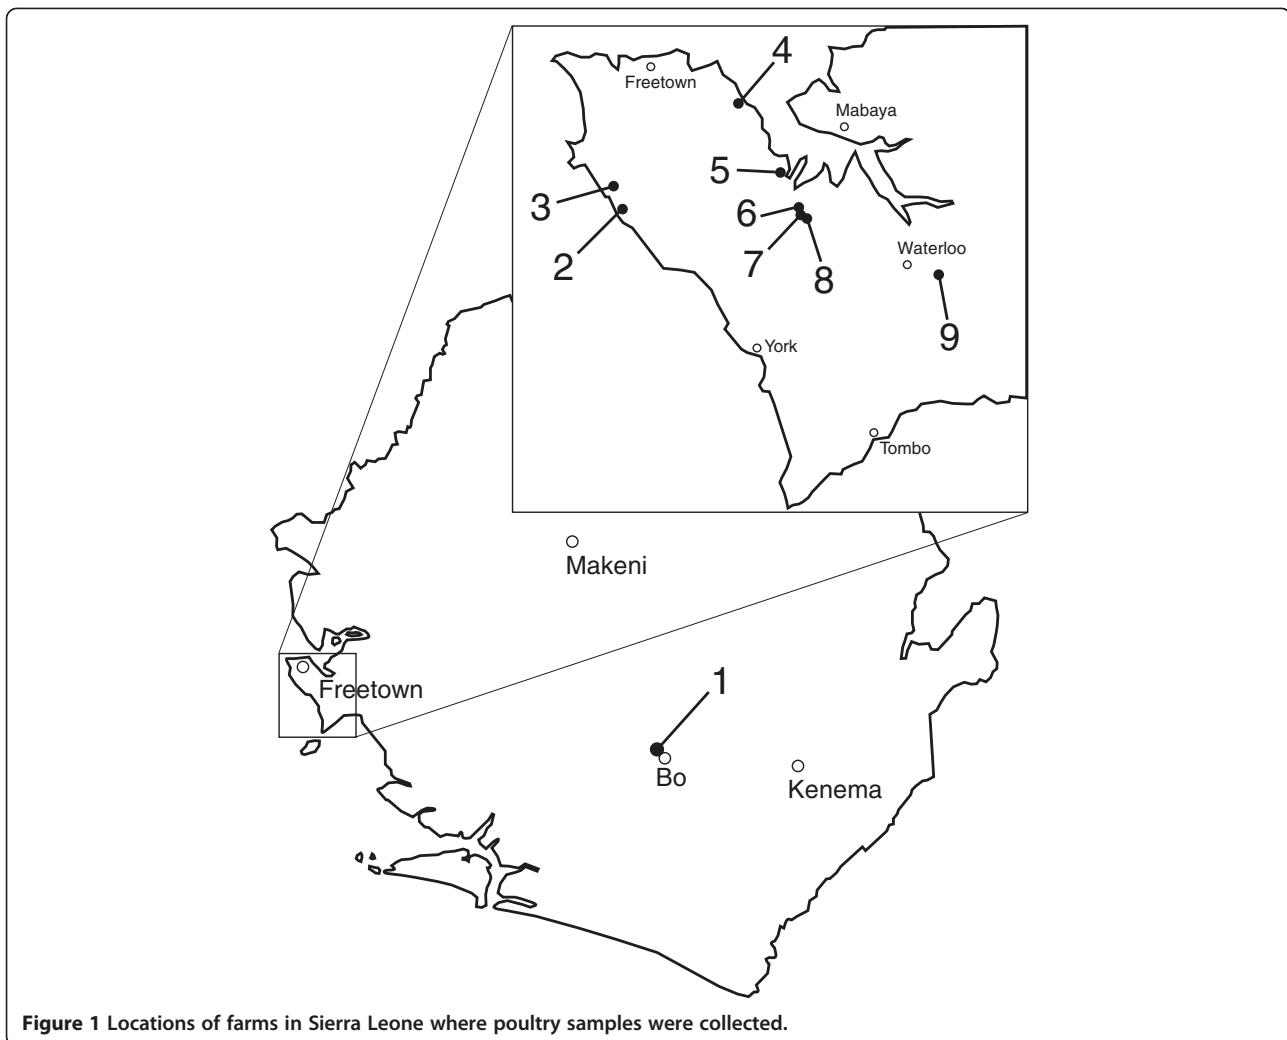 4
Freetown
Mabaya
5
3
6
2
7
8
Waterloo
9
York
Tombo
Makeni
Freetown
1
Bo
Kenema
Figure 1 Locations of farms in Sierra Leone where poultry samples were collected.